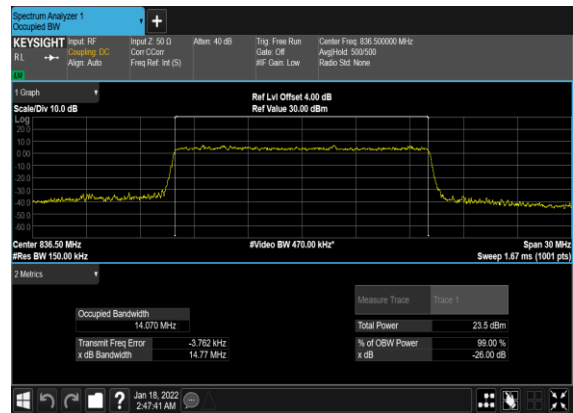 Spectrum Analyzer 1
Occupied BW
KEYSIGHT Input: RF Input Z: 50 Ω Atten: 40 dB Trig: Free Run Center Freq: 836.500000 MHz
RL Coupling: DC Corr CCorr Gate: Off Avg|Hold: 500/500
Align: Auto Freq Ref: Int (S) #IF Gain: Low Radio Std: None
1 Graph
Ref Lvl Offset 4.00 dB
Scale/Div 10.0 dB Ref Value 30.00 dBm
Log
20.0
10.0
0.00
-10.0
-20.0
-30.0
-40.0
-50.0
-60.0
Center 836.50 MHz #Video BW 470.00 kHz* Span 30 MHz
#Res BW 150.00 kHz Sweep 1.67 ms (1001 pts)
2 Metrics
Measure Trace Trace 1
Occupied Bandwidth
14.070 MHz Total Power 23.5 dBm
Transmit Freq Error -3.762 kHz % of OBW Power 99.00 %
x dB Bandwidth 14.77 MHz x dB -26.00 dB
? Jan 18, 2022
2:47:41 AM